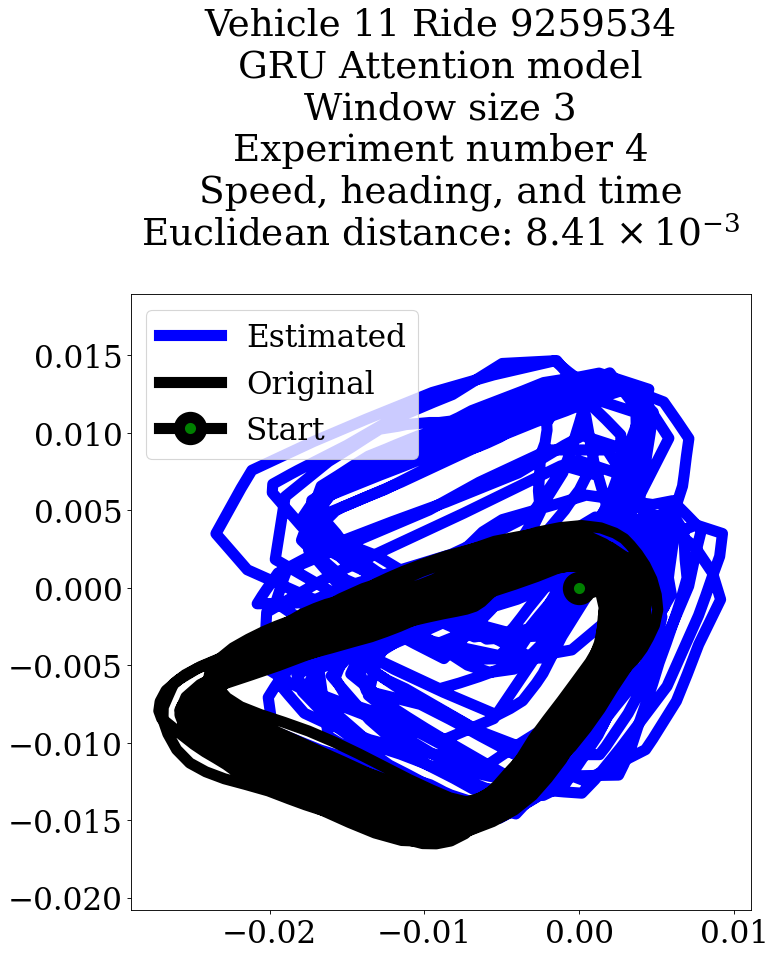 Vehicle 11 Ride 9259534
GRU Attention model
Window size 3
Experiment number 4
Speed, heading, and time
Euclidean distance: 8.41 × 10⁻³
Estimated
Original
Start
0.015
0.010
0.005
0.000
−0.005
−0.010
−0.015
−0.020
−0.02 −0.01 0.00 0.01